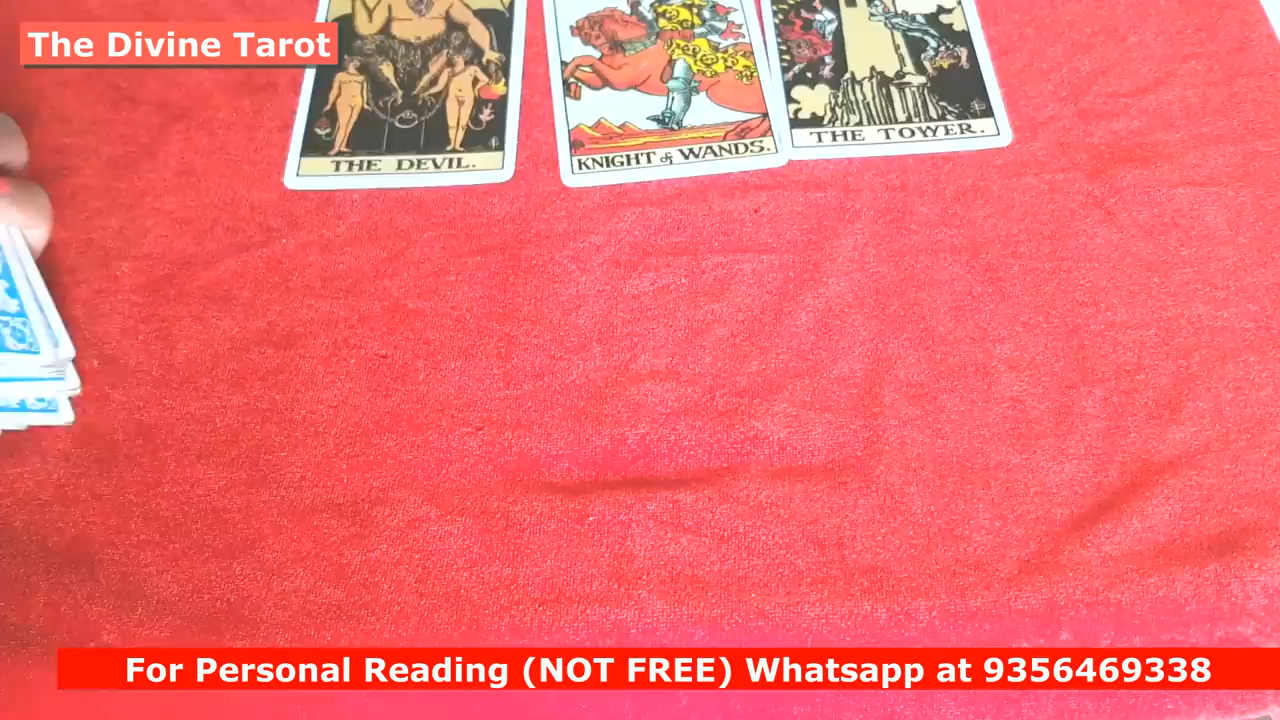 The Divine Tarot
THE DEVIL.
KNIGHT of WANDS.
THE TOWER.
For Personal Reading (NOT FREE) Whatsapp at 9356469338